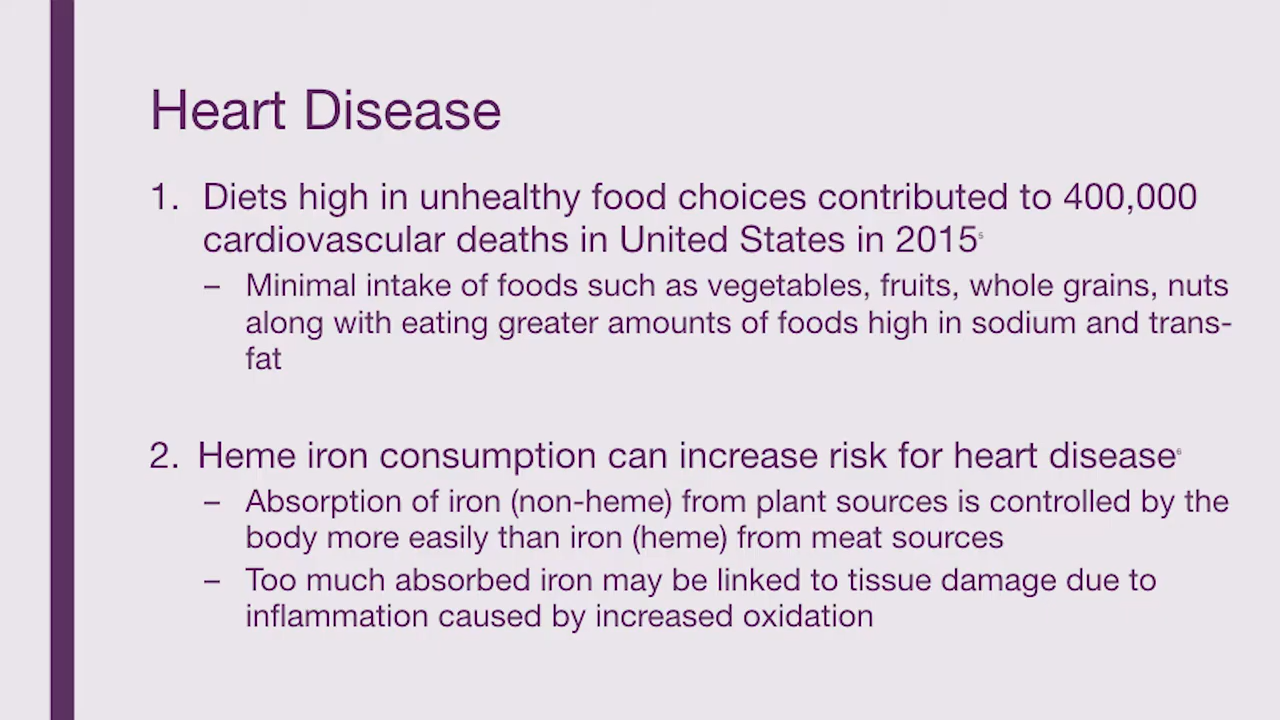 Heart Disease
1. Diets high in unhealthy food choices contributed to 400,000
cardiovascular deaths in United States in 2015⁵
– Minimal intake of foods such as vegetables, fruits, whole grains, nuts
along with eating greater amounts of foods high in sodium and trans-
fat
2. Heme iron consumption can increase risk for heart disease⁶
– Absorption of iron (non-heme) from plant sources is controlled by the
body more easily than iron (heme) from meat sources
– Too much absorbed iron may be linked to tissue damage due to
inflammation caused by increased oxidation